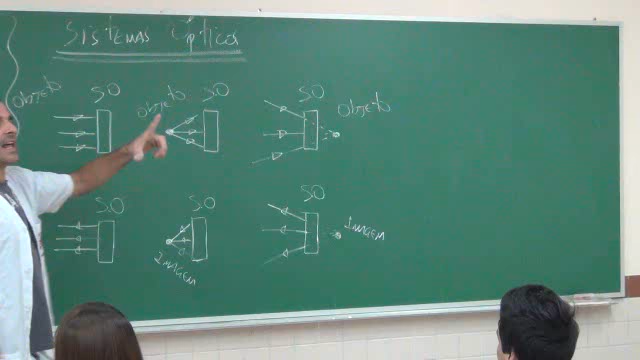 Sistemas Ópticos
Objeto SO Objeto SO SO Objeto
SO SO SO
Imagem Imagem